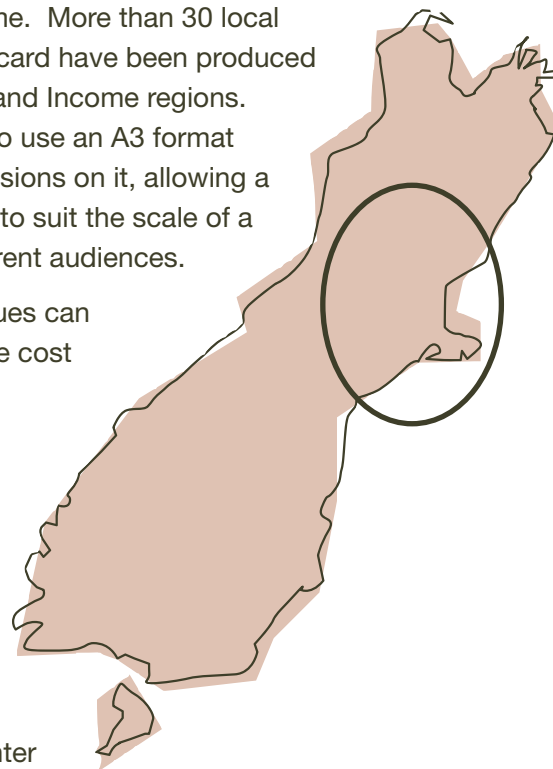 ne. More than 30 local
card have been produced
and Income regions.
o use an A3 format
sions on it, allowing a
to suit the scale of a
rent audiences.
ues can
e cost
nter